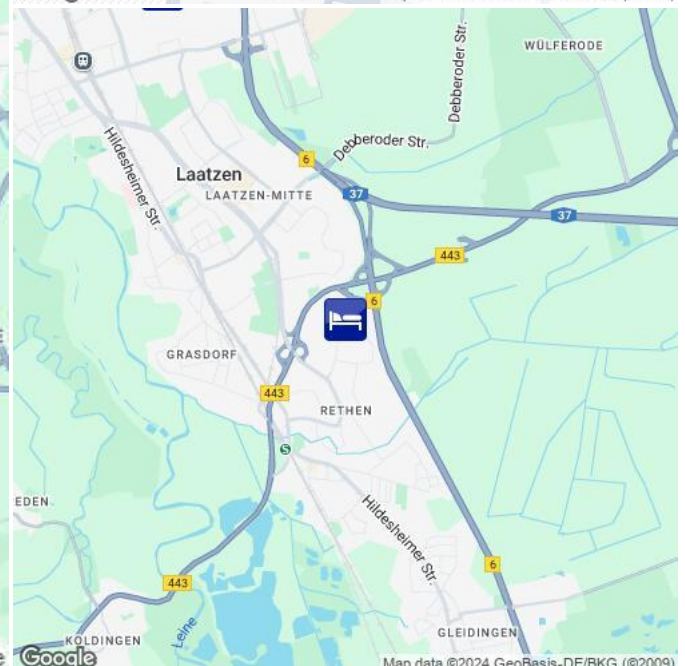 WÜLFERODE
Debberoder Str.
Debberoder Str.
6
Hildesheimer Str.
Laatzen
LAATZEN-MITTE
37
37
443
6
GRASDORF
443
RETHEN
S
EDEN
Hildesheimer Str.
6
443
Leine
KOLDINGEN
GLEIDINGEN
Google
Map data ©2024 GeoBasis-DE/BKG (©2009)